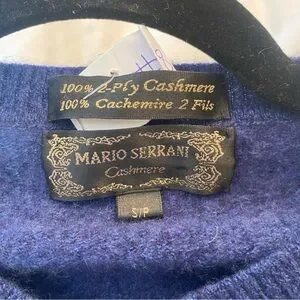 100% 2-Ply Cashmere
100% Cachemire 2 Fils
MARIO SERRANI
Cashmere
S/P